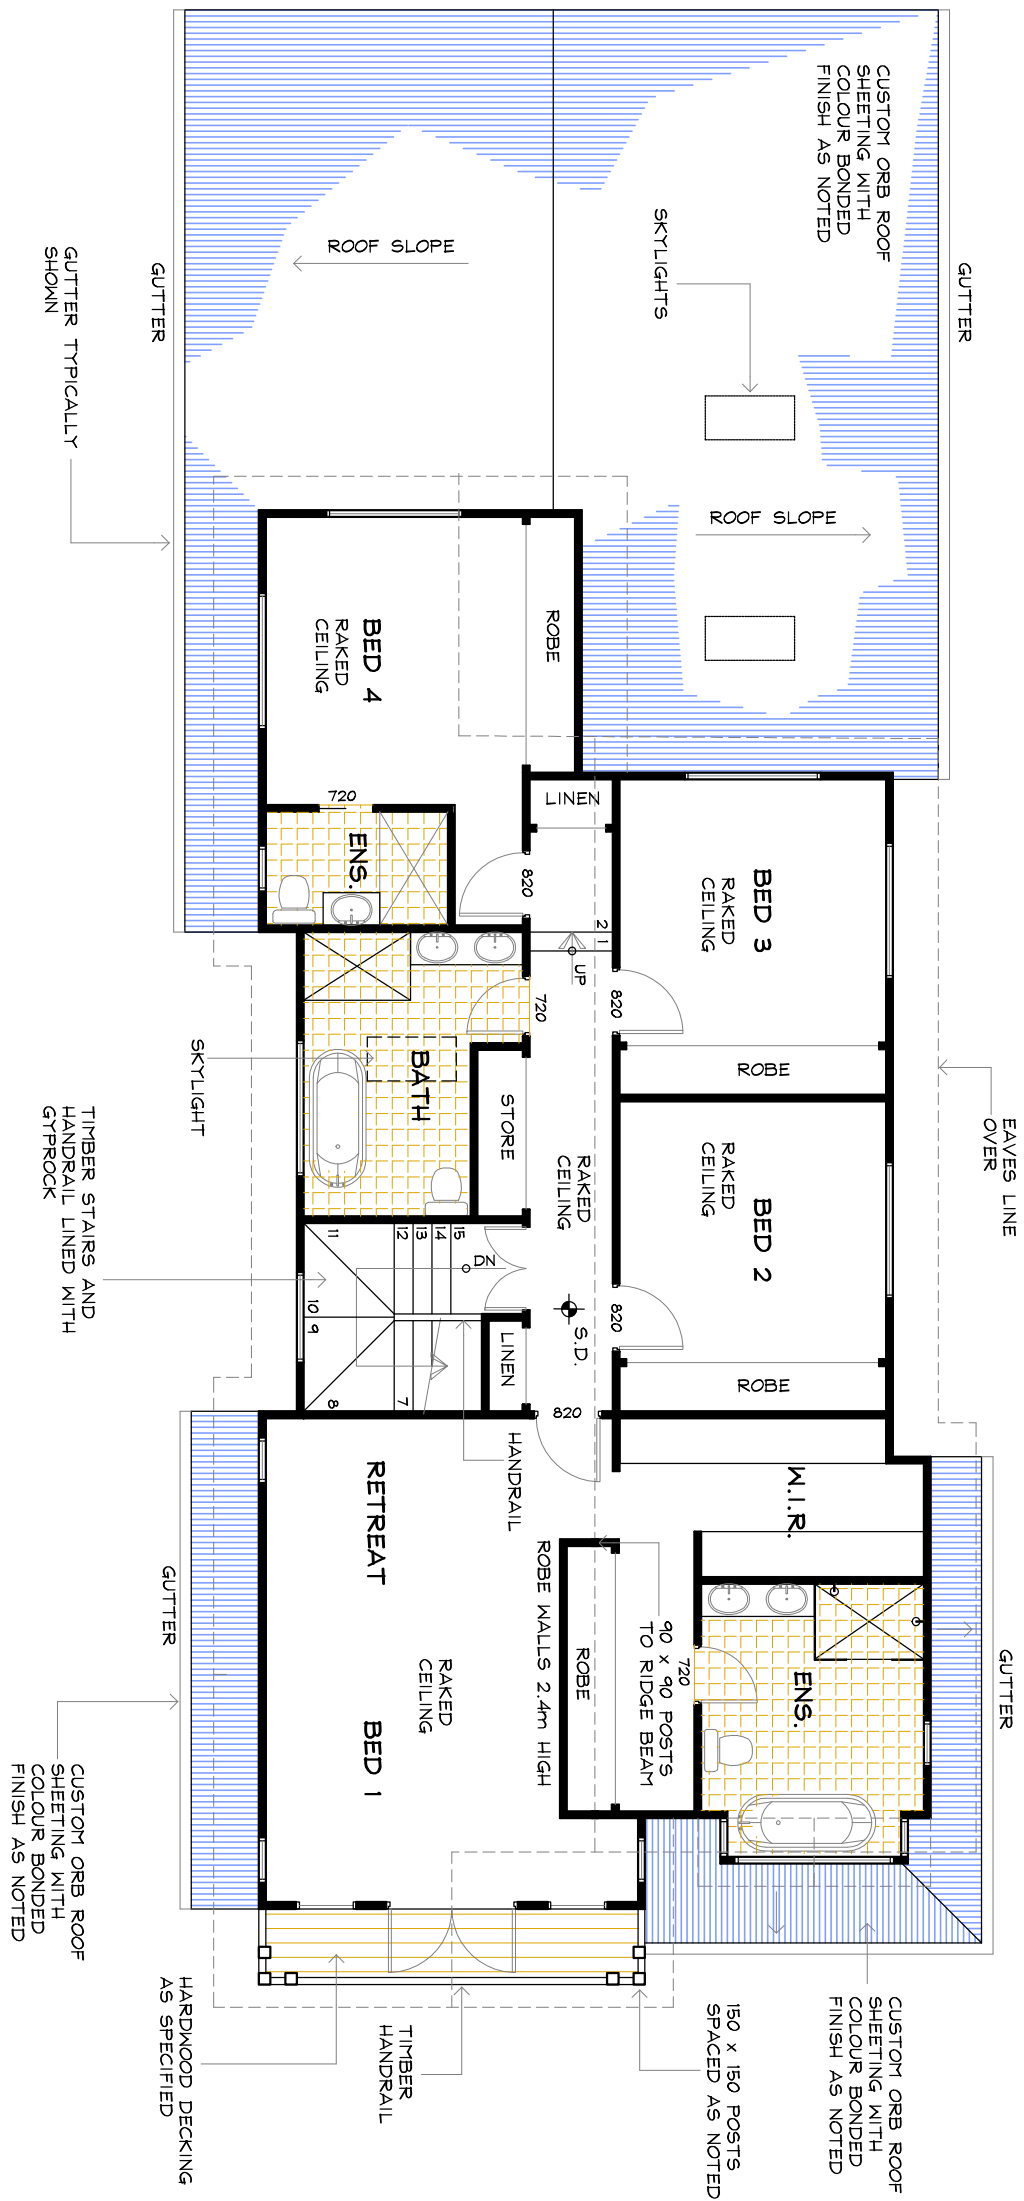 CUSTOM ORB ROOF
SHEETING WITH
COLOUR BONDED
FINISH AS NOTED
GUTTER
SKYLIGHTS
ROOF SLOPE
GUTTER
GUTTER TYPICALLY
SHOWN
ROOF SLOPE
ROBE
BED 4
RAKED
CEILING
720
ENS.
LINEN
820
2
1
UP
BED 3
RAKED
CEILING
820
720
ROBE
EAVES LINE
OVER
BATH
SKYLIGHT
STORE
RAKED
CEILING
RAKED
CEILING
BED 2
TIMBER STAIRS AND
HANDRAIL LINED WITH
GYPROCK
15
14
13
12
11
10
9
8
7
DN
S.D.
820
LINEN
ROBE
820
HANDRAIL
RETREAT
W.I.R.
ROBE WALLS 2.4m HIGH
90 x 90 POSTS
TO RIDGE BEAM
ROBE
720
ENS.
GUTTER
GUTTER
RAKED
CEILING
BED 1
CUSTOM ORB ROOF
SHEETING WITH
COLOUR BONDED
FINISH AS NOTED
HARDWOOD DECKING
AS SPECIFIED
TIMBER
HANDRAIL
150 x 150 POSTS
SPACED AS NOTED
CUSTOM ORB ROOF
SHEETING WITH
COLOUR BONDED
FINISH AS NOTED